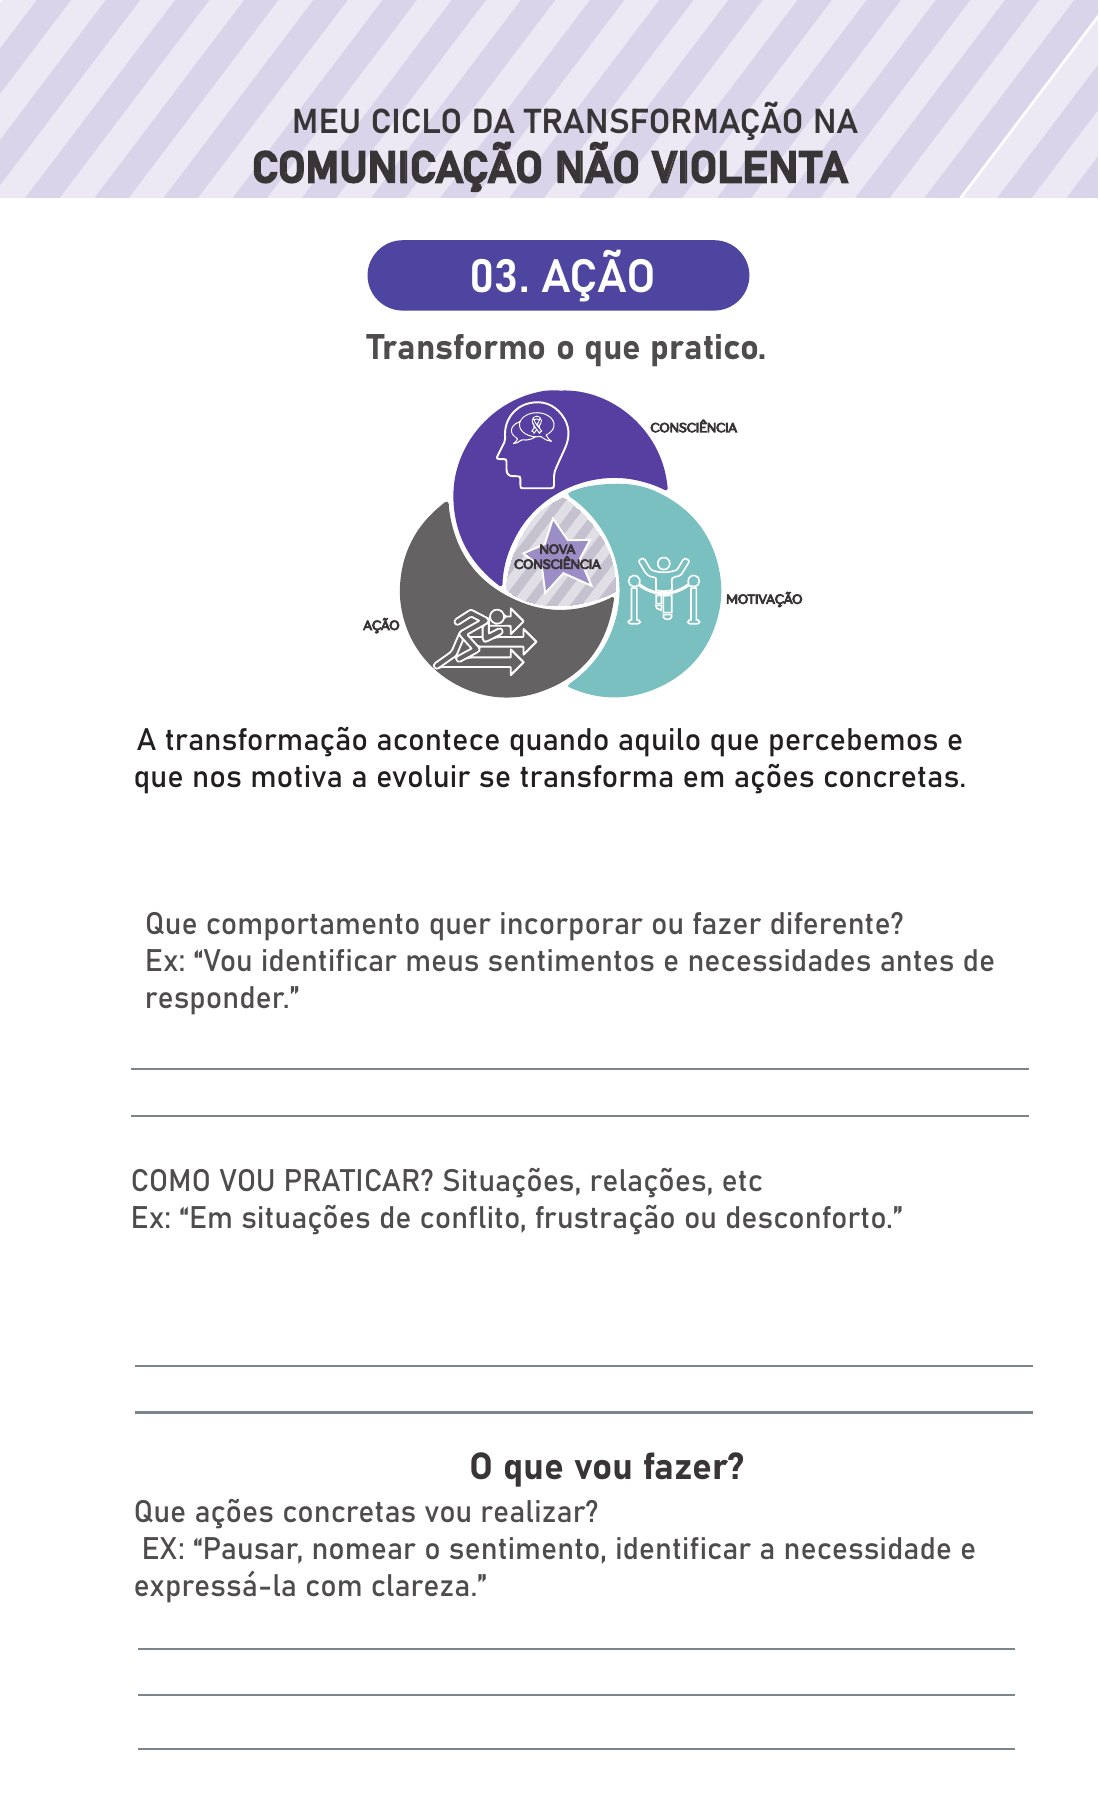 MEU CICLO DA TRANSFORMAÇÃO NA
COMUNICAÇÃO NÃO VIOLENTA
03. AÇÃO
Transformo o que pratico.
CONSCIÊNCIA
NOVA
CONSCIÊNCIA
MOTIVAÇÃO
AÇÃO
A transformação acontece quando aquilo que percebemos e
que nos motiva a evoluir se transforma em ações concretas.
Que comportamento quer incorporar ou fazer diferente?
Ex: “Vou identificar meus sentimentos e necessidades antes de
responder.”
COMO VOU PRATICAR? Situações, relações, etc
Ex: “Em situações de conflito, frustração ou desconforto.”
O que vou fazer?
Que ações concretas vou realizar?
EX: “Pausar, nomear o sentimento, identificar a necessidade e
expressá-la com clareza.”